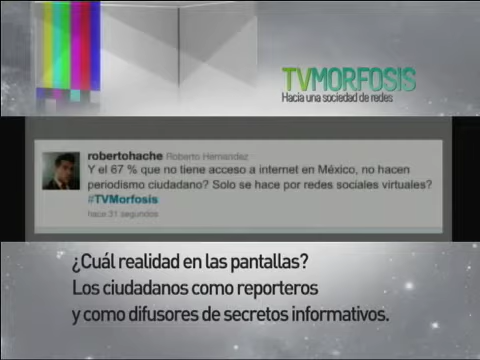 TVMORFOSIS
Hacia una sociedad de redes
robertohache Roberto Hernandez
Y el 67 % que no tiene acceso a internet en México, no hacen
periodismo ciudadano? Solo se hace por redes sociales virtuales?
#TVMorfosis
hace 31 segundos
¿Cuál realidad en las pantallas?
Los ciudadanos como reporteros
y como difusores de secretos informativos.